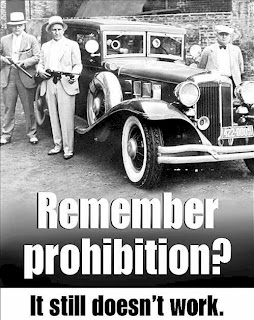 Remember
prohibition?
It still doesn't work.